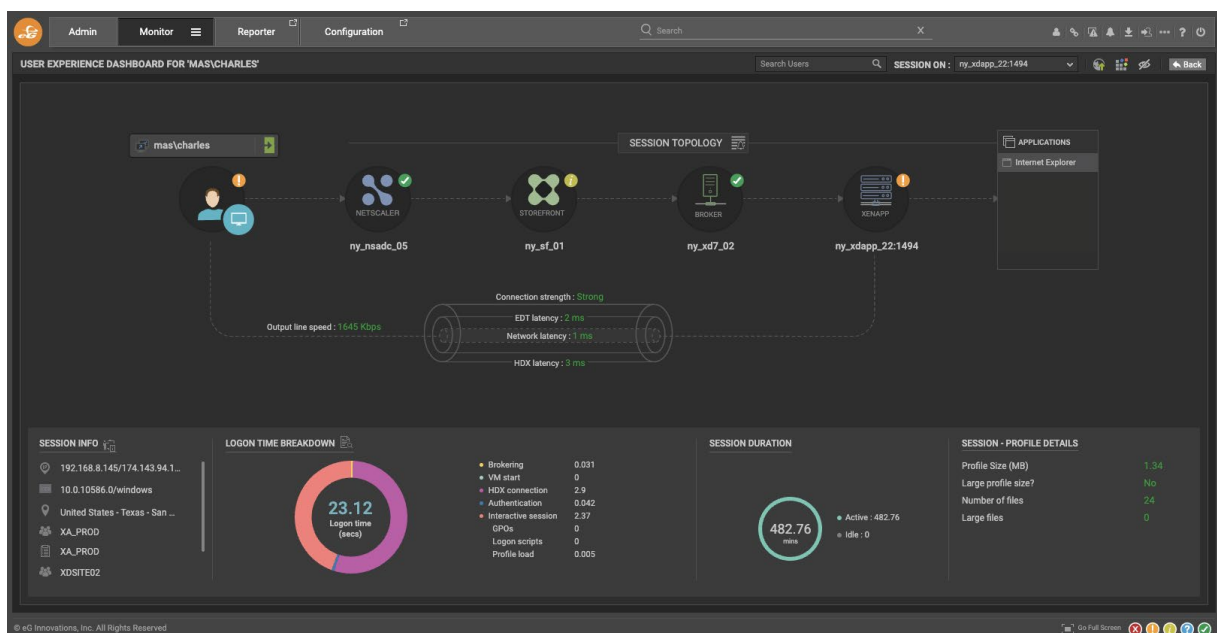 eG
Admin
Monitor
Reporter
Configuration
Search
X
?
USER EXPERIENCE DASHBOARD FOR 'MAS\CHARLES'
Search Users
SESSION ON :
ny_xdapp_22:1494
Back
mas\charles
SESSION TOPOLOGY
APPLICATIONS
Internet Explorer
NETSCALER
STOREFRONT
BROKER
XENAPP
ny_nsadc_05
ny_sf_01
ny_xd7_02
ny_xdapp_22:1494
Connection strength : Strong
EDT latency : 2 ms
Output line speed : 1645 Kbps
Network latency : 1 ms
HDX latency : 3 ms
SESSION INFO
192.168.8.145/174.143.94.1...
10.0.10586.0/windows
United States - Texas - San ...
XA_PROD
XA_PROD
XDSITE02
LOGON TIME BREAKDOWN
23.12
Logon time
(secs)
Brokering 0.031
VM start 0
HDX connection 2.9
Authentication 0.042
Interactive session 2.37
GPOs 0
Logon scripts 0
Profile load 0.005
SESSION DURATION
482.76
mins
Active : 482.76
Idle : 0
SESSION - PROFILE DETAILS
Profile Size (MB) 1.34
Large profile size? No
Number of files 24
Large files 0
© eG Innovations, Inc. All Rights Reserved
Go Full Screen